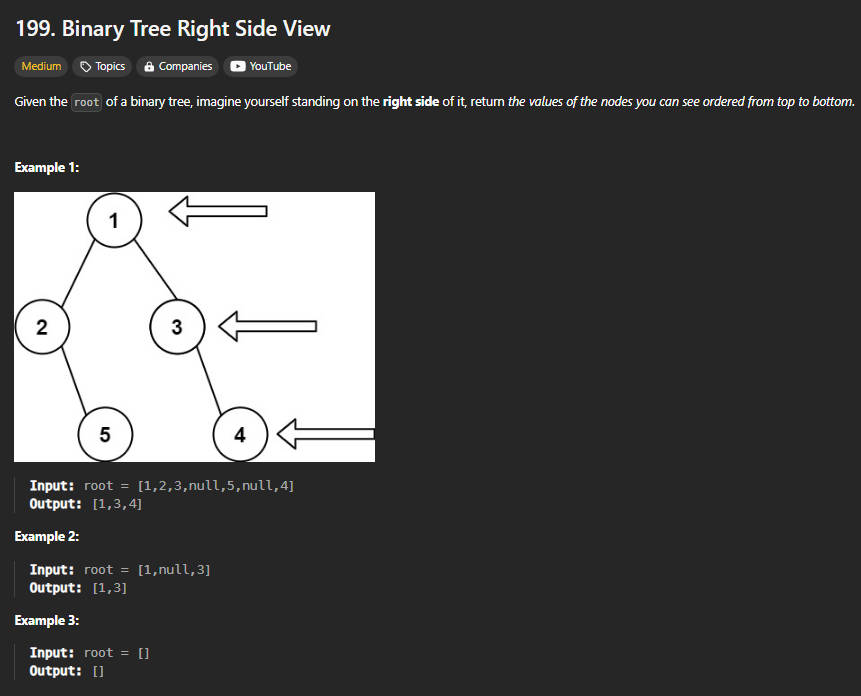 199. Binary Tree Right Side View
Medium Topics Companies YouTube
Given the root of a binary tree, imagine yourself standing on the right side of it, return the values of the nodes you can see ordered from top to bottom.
Example 1:
1
2 3
5 4
Input: root = [1,2,3,null,5,null,4]
Output: [1,3,4]
Example 2:
Input: root = [1,null,3]
Output: [1,3]
Example 3:
Input: root = []
Output: []